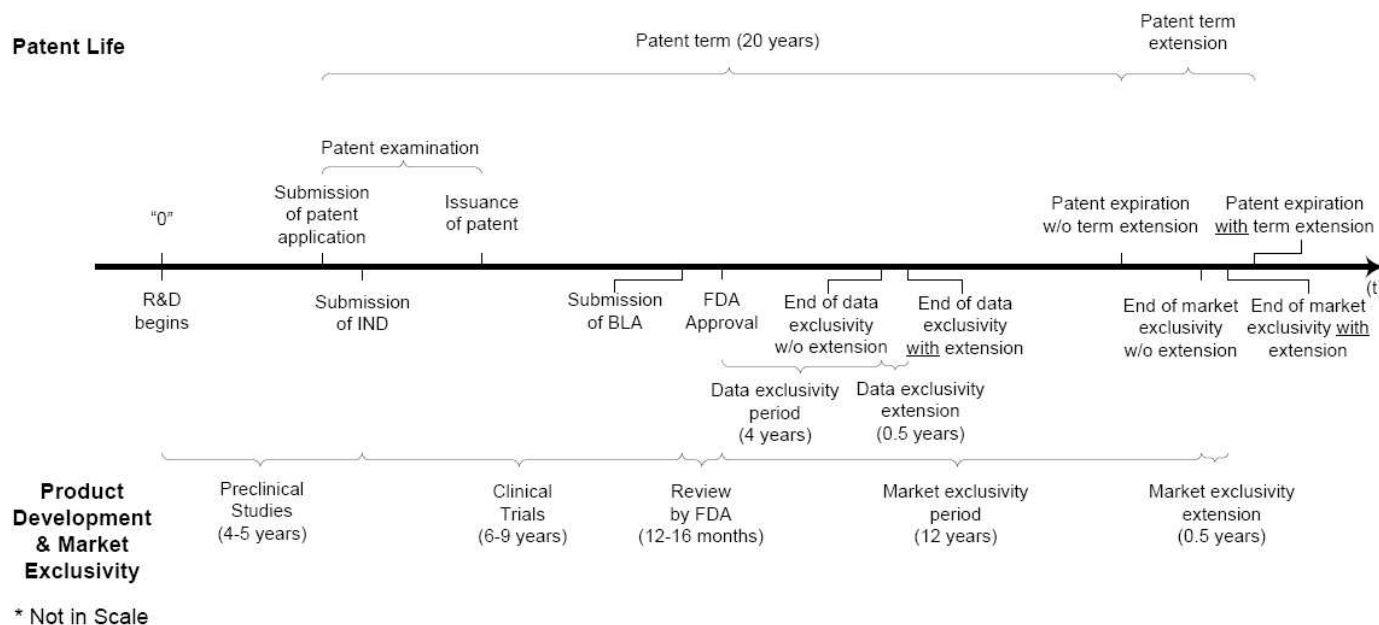 Patent Life
Patent term (20 years)
Patent term
extension
Patent examination
"0"
Submission
of patent
application
Issuance
of patent
Patent expiration
w/o term extension
Patent expiration
with term extension
(t
R&D
begins
Submission
of IND
Submission
of BLA
FDA
Approval
End of data
exclusivity
w/o extension
End of data
exclusivity
with extension
End of market
exclusivity
w/o extension
End of market
exclusivity with
extension
Data exclusivity
period
(4 years)
Data exclusivity
extension
(0.5 years)
Product
Development
& Market
Exclusivity
Preclinical
Studies
(4-5 years)
Clinical
Trials
(6-9 years)
Review
by FDA
(12-16 months)
Market exclusivity
period
(12 years)
Market exclusivity
extension
(0.5 years)
* Not in Scale